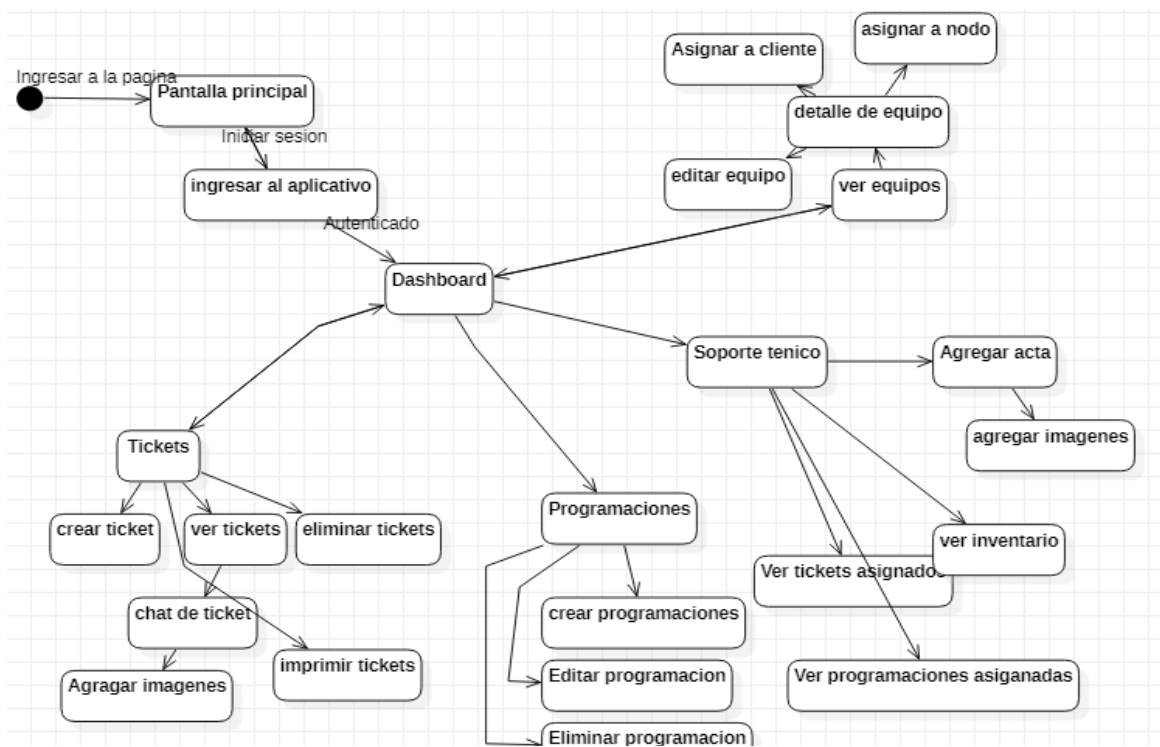 asignar a nodo
Asignar a cliente
Ingresar a la pagina
Pantalla principal
detalle de equipo
Iniciar sesion
ingresar al aplicativo
editar equipo
ver equipos
Autenticado
Dashboard
Soporte tenico
Agregar acta
agregar imagenes
Tickets
crear ticket
ver tickets
eliminar tickets
Programaciones
ver inventario
Ver tickets asignados
chat de ticket
crear programaciones
imprimir tickets
Agragar imagenes
Editar programacion
Ver programaciones asiganadas
Eliminar programacion